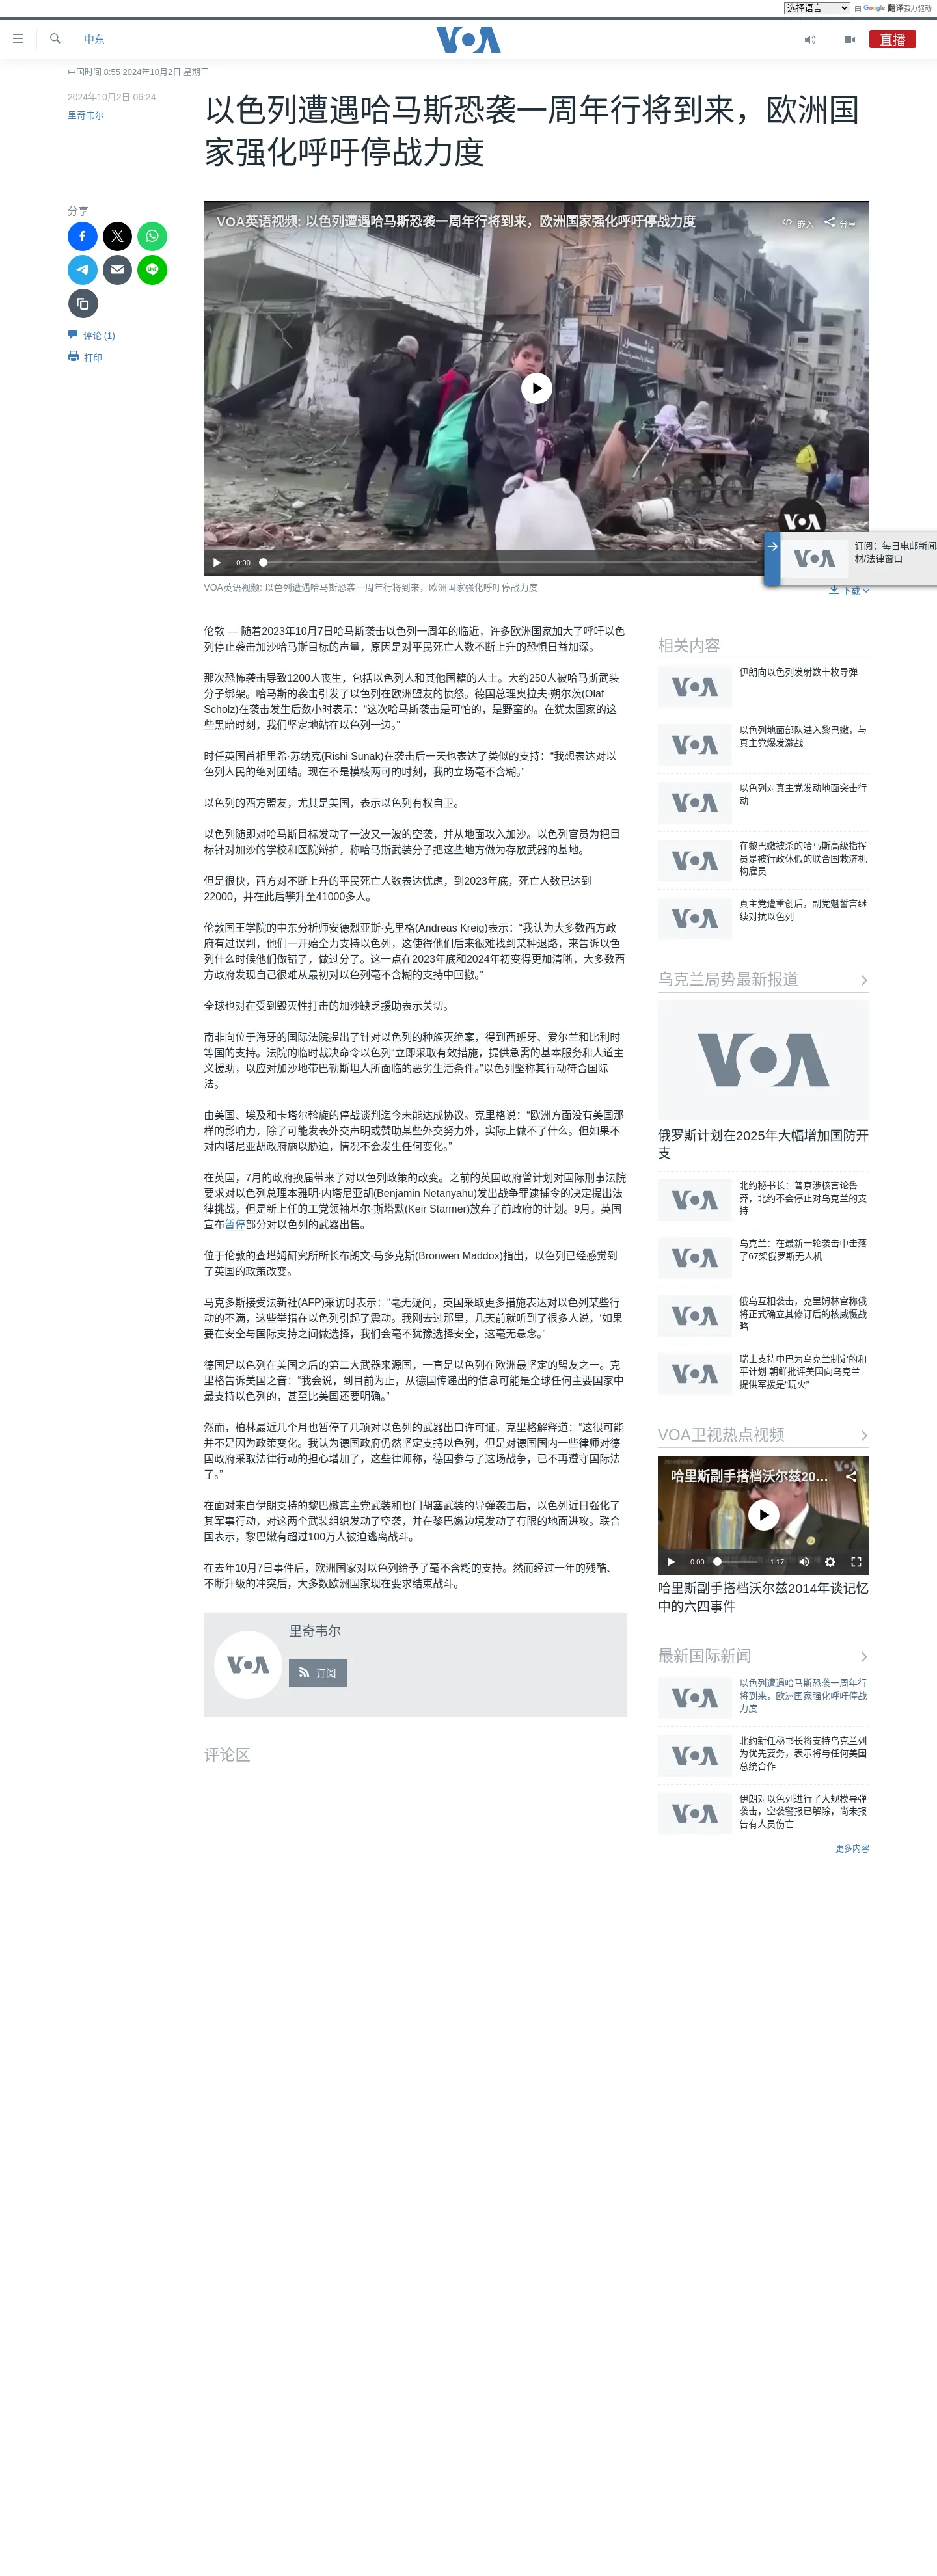 选择语言 由 Google 翻译强力驱动
中东
VOA
直播
中国时间 8:55 2024年10月2日 星期三
2024年10月2日 06:24
里奇韦尔
以色列遭遇哈马斯恐袭一周年行将到来，欧洲国
家强化呼吁停战力度
分享
评论 (1)
打印
VOA英语视频: 以色列遭遇哈马斯恐袭一周年行将到来，欧洲国家强化呼吁停战力度
嵌入
分享
VOA
0:00
订阅：每日电邮新闻
材/法律窗口
VOA英语视频: 以色列遭遇哈马斯恐袭一周年行将到来，欧洲国家强化呼吁停战力度
下载
伦敦 — 随着2023年10月7日哈马斯袭击以色列一周年的临近，许多欧洲国家加大了呼吁以色
列停止袭击加沙哈马斯目标的声量，原因是对平民死亡人数不断上升的恐惧日益加深。
那次恐怖袭击导致1200人丧生，包括以色列人和其他国籍的人士。大约250人被哈马斯武装
分子绑架。哈马斯的袭击引发了以色列在欧洲盟友的愤怒。德国总理奥拉夫·朔尔茨(Olaf
Scholz)在袭击发生后数小时表示：“这次哈马斯袭击是可怕的，是野蛮的。在犹太国家的这
些黑暗时刻，我们坚定地站在以色列一边。”
时任英国首相里希·苏纳克(Rishi Sunak)在袭击后一天也表达了类似的支持：“我想表达对以
色列人民的绝对团结。现在不是模棱两可的时刻，我的立场毫不含糊。”
以色列的西方盟友，尤其是美国，表示以色列有权自卫。
以色列随即对哈马斯目标发动了一波又一波的空袭，并从地面攻入加沙。以色列官员为把目
标针对加沙的学校和医院辩护，称哈马斯武装分子把这些地方做为存放武器的基地。
但是很快，西方对不断上升的平民死亡人数表达忧虑，到2023年底，死亡人数已达到
22000，并在此后攀升至41000多人。
伦敦国王学院的中东分析师安德烈亚斯·克里格(Andreas Kreig)表示：“我认为大多数西方政
府有过误判，他们一开始全力支持以色列，这使得他们后来很难找到某种退路，来告诉以色
列什么时候他们做错了，做过分了。这一点在2023年底和2024年初变得更加清晰，大多数西
方政府发现自己很难从最初对以色列毫不含糊的支持中回撤。”
全球也对在受到毁灭性打击的加沙缺乏援助表示关切。
南非向位于海牙的国际法院提出了针对以色列的种族灭绝案，得到西班牙、爱尔兰和比利时
等国的支持。法院的临时裁决命令以色列“立即采取有效措施，提供急需的基本服务和人道主
义援助，以应对加沙地带巴勒斯坦人所面临的恶劣生活条件。”以色列坚称其行动符合国际
法。
由美国、埃及和卡塔尔斡旋的停战谈判迄今未能达成协议。克里格说：“欧洲方面没有美国那
样的影响力，除了可能发表外交声明或赞助某些外交努力外，实际上做不了什么。但如果不
对内塔尼亚胡政府施以胁迫，情况不会发生任何变化。”
在英国，7月的政府换届带来了对以色列政策的改变。之前的英国政府曾计划对国际刑事法院
要求对以色列总理本雅明·内塔尼亚胡(Benjamin Netanyahu)发出战争罪逮捕令的决定提出法
律挑战，但是新上任的工党领袖基尔·斯塔默(Keir Starmer)放弃了前政府的计划。9月，英国
宣布暂停部分对以色列的武器出售。
位于伦敦的查塔姆研究所所长布朗文·马多克斯(Bronwen Maddox)指出，以色列已经感觉到
了英国的政策改变。
马克多斯接受法新社(AFP)采访时表示：“毫无疑问，英国采取更多措施表达对以色列某些行
动的不满，这些举措在以色列引起了震动。我刚去过那里，几天前就听到了很多人说，‘如果
要在安全与国际支持之间做选择，我们会毫不犹豫选择安全，这毫无悬念。”
德国是以色列在美国之后的第二大武器来源国，一直是以色列在欧洲最坚定的盟友之一。克
里格告诉美国之音：“我会说，到目前为止，从德国传递出的信息可能是全球任何主要国家中
最支持以色列的，甚至比美国还要明确。”
然而，柏林最近几个月也暂停了几项对以色列的武器出口许可证。克里格解释道：“这很可能
并不是因为政策变化。我认为德国政府仍然坚定支持以色列，但是对德国国内一些律师对德
国政府采取法律行动的担心增加了，这些律师称，德国参与了这场战争，已不再遵守国际法
了。”
在面对来自伊朗支持的黎巴嫩真主党武装和也门胡塞武装的导弹袭击后，以色列近日强化了
其军事行动，对这两个武装组织发动了空袭，并在黎巴嫩边境发动了有限的地面进攻。联合
国表示，黎巴嫩有超过100万人被迫逃离战斗。
在去年10月7日事件后，欧洲国家对以色列给予了毫不含糊的支持。然而经过一年的残酷、
不断升级的冲突后，大多数欧洲国家现在要求结束战斗。
VOA
里奇韦尔
订阅
评论区
相关内容
伊朗向以色列发射数十枚导弹
以色列地面部队进入黎巴嫩，与
真主党爆发激战
以色列对真主党发动地面突击行
动
在黎巴嫩被杀的哈马斯高级指挥
员是被行政休假的联合国救济机
构雇员
真主党遭重创后，副党魁誓言继
续对抗以色列
乌克兰局势最新报道
VOA
俄罗斯计划在2025年大幅增加国防开
支
北约秘书长：普京涉核言论鲁
莽，北约不会停止对乌克兰的支
持
乌克兰：在最新一轮袭击中击落
了67架俄罗斯无人机
俄乌互相袭击，克里姆林宫称俄
将正式确立其修订后的核威慑战
略
瑞士支持中巴为乌克兰制定的和
平计划 朝鲜批评美国向乌克兰
提供军援是“玩火”
VOA卫视热点视频
哈里斯副手搭档沃尔兹20...
0:00
1:17
哈里斯副手搭档沃尔兹2014年谈记忆
中的六四事件
最新国际新闻
以色列遭遇哈马斯恐袭一周年行
将到来，欧洲国家强化呼吁停战
力度
北约新任秘书长将支持乌克兰列
为优先要务，表示将与任何美国
总统合作
伊朗对以色列进行了大规模导弹
袭击，空袭警报已解除，尚未报
告有人员伤亡
更多内容